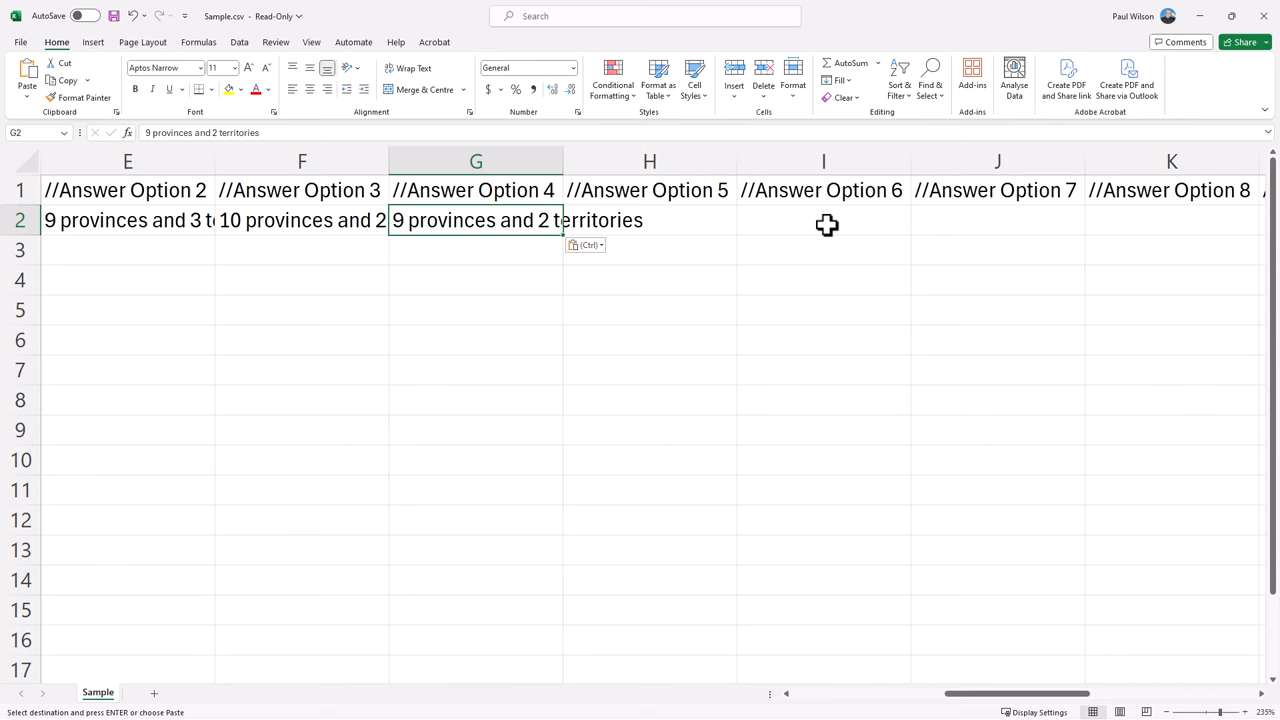 AutoSave Off Sample.csv - Read-Only Search Paul Wilson
File Home Insert Page Layout Formulas Data Review View Automate Help Acrobat Comments Share
Paste Cut Copy Format Painter Clipboard
Aptos Narrow 11 B I U A Font
Wrap Text Merge & Centre Alignment
General $ % Number
Conditional Formatting Format as Table Cell Styles Styles
Insert Delete Format Cells
AutoSum Fill Clear Sort & Filter Find & Select Editing
Add-ins Add-ins
Analyse Data
Create PDF and Share link Create PDF and Share via Outlook Adobe Acrobat
G2 fx 9 provinces and 2 territories
E F G H I J K
1 //Answer Option 2 //Answer Option 3 //Answer Option 4 //Answer Option 5 //Answer Option 6 //Answer Option 7 //Answer Option 8
2 9 provinces and 3 10 provinces and 2 9 provinces and 2 territories
(Ctrl)
3
4
5
6
7
8
9
10
11
12
13
14
15
16
17
Sample
Select destination and press ENTER or choose Paste Display Settings 235%